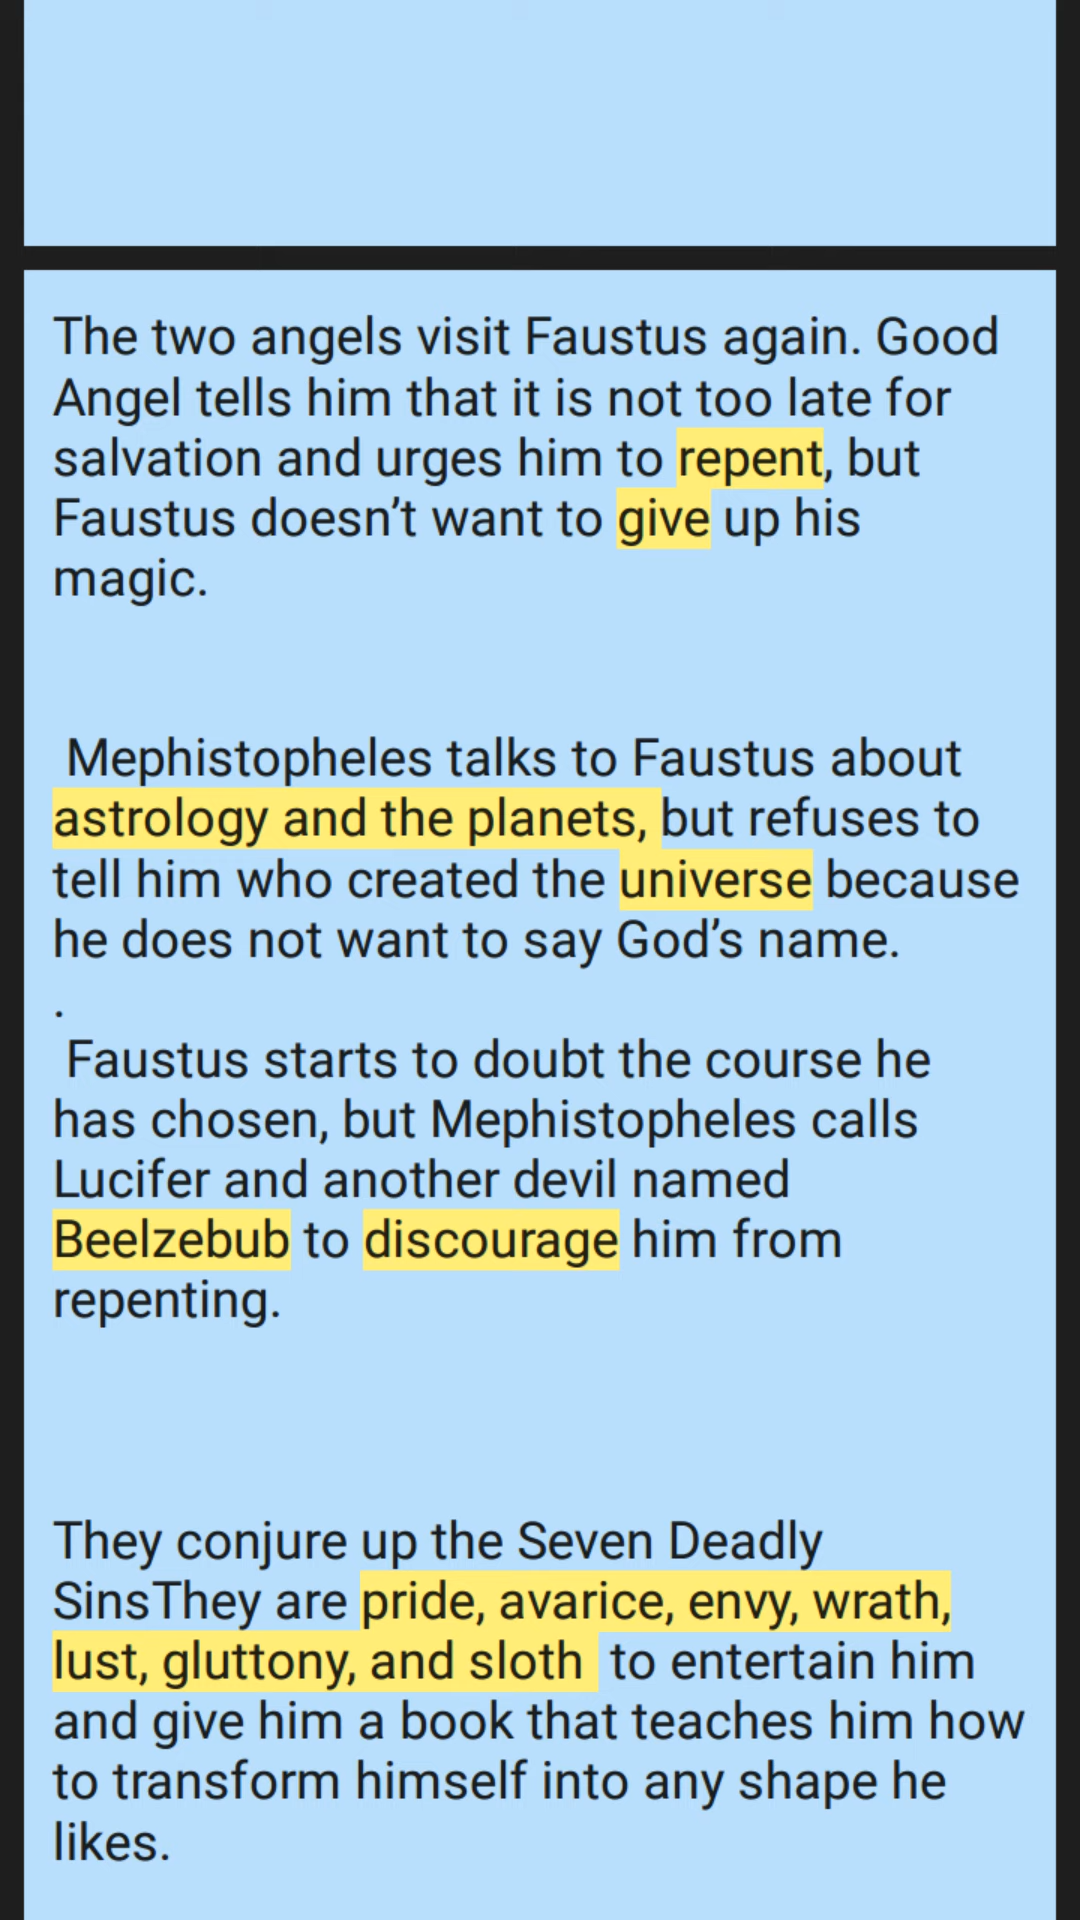 The two angels visit Faustus again. Good
Angel tells him that it is not too late for
salvation and urges him to repent, but
Faustus doesn’t want to give up his
magic.
Mephistopheles talks to Faustus about
astrology and the planets, but refuses to
tell him who created the universe because
he does not want to say God’s name.
.
Faustus starts to doubt the course he
has chosen, but Mephistopheles calls
Lucifer and another devil named
Beelzebub to discourage him from
repenting.
They conjure up the Seven Deadly
SinsThey are pride, avarice, envy, wrath,
lust, gluttony, and sloth to entertain him
and give him a book that teaches him how
to transform himself into any shape he
likes.